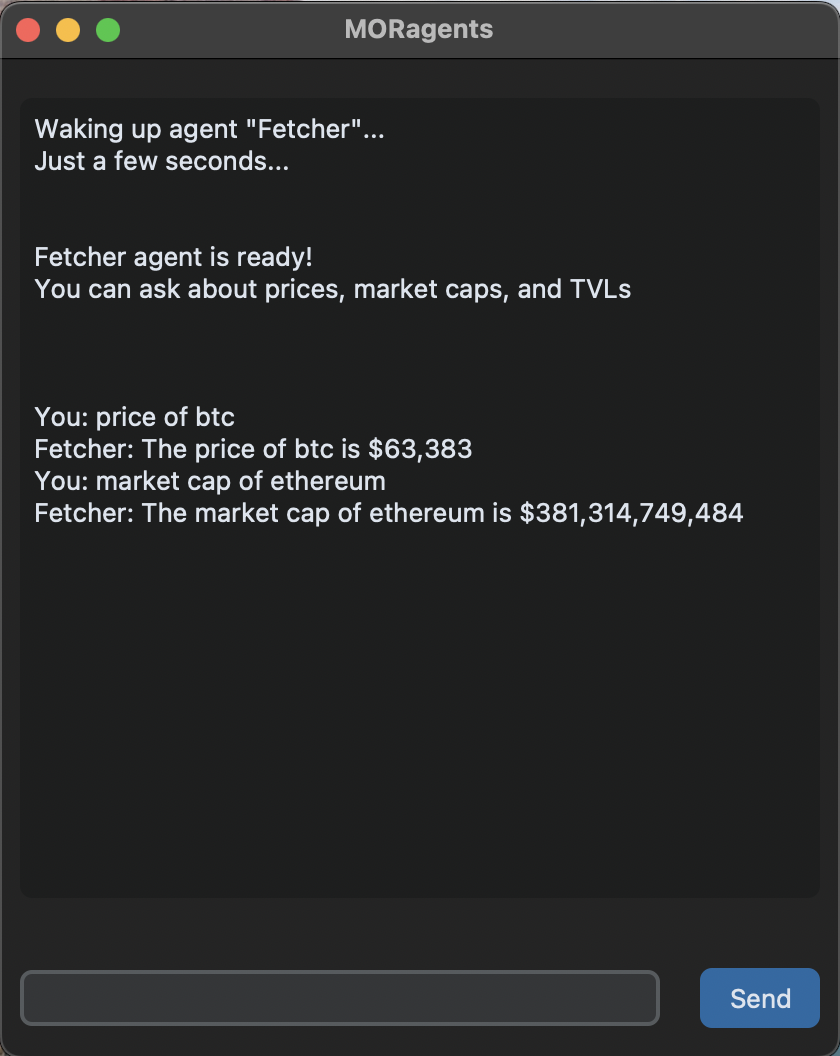 MORagents
Waking up agent "Fetcher"...
Just a few seconds...
Fetcher agent is ready!
You can ask about prices, market caps, and TVLs
You: price of btc
Fetcher: The price of btc is $63,383
You: market cap of ethereum
Fetcher: The market cap of ethereum is $381,314,749,484
Send